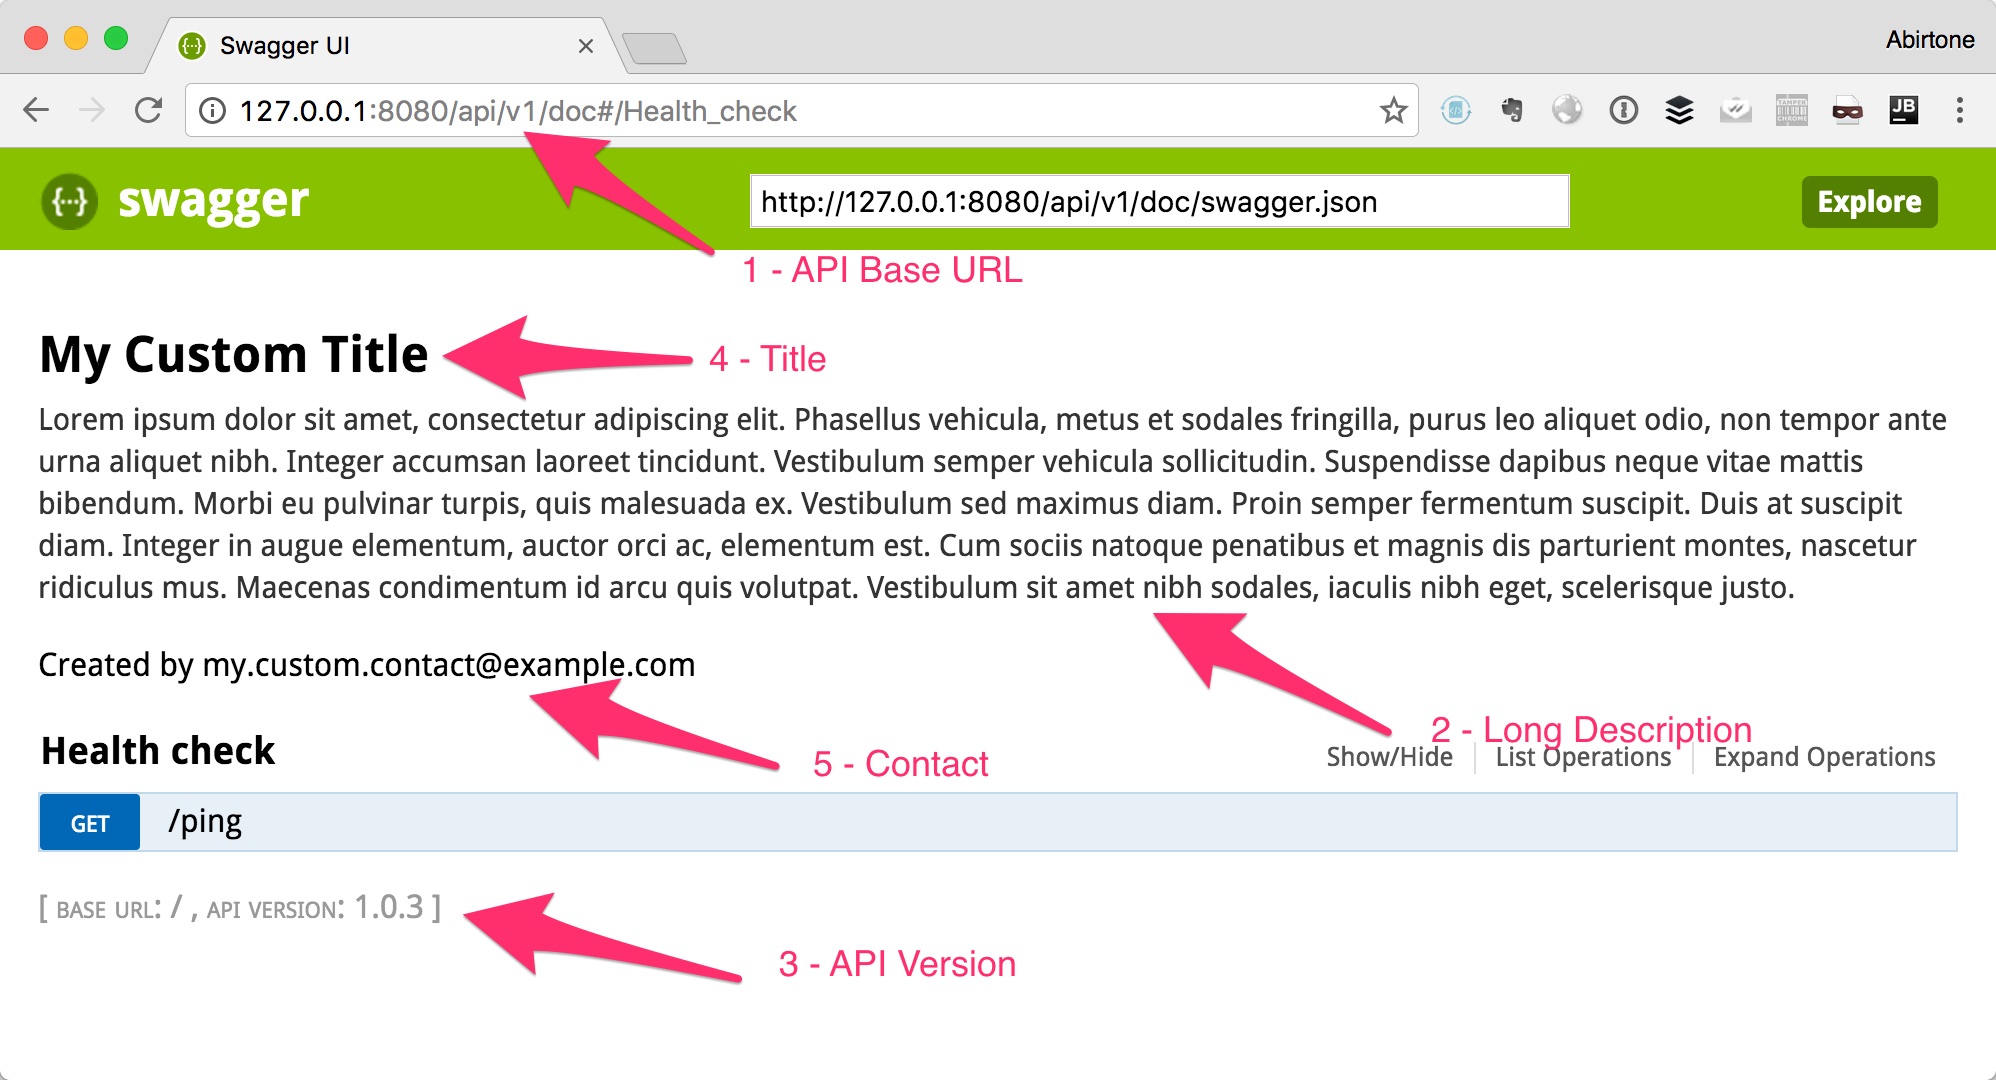 Swagger UI
Abirtone
127.0.0.1:8080/api/v1/doc#/Health_check
TAMPER CHROME
JB
{···} swagger
http://127.0.0.1:8080/api/v1/doc/swagger.json
Explore
1 - API Base URL
My Custom Title
4 - Title
Lorem ipsum dolor sit amet, consectetur adipiscing elit. Phasellus vehicula, metus et sodales fringilla, purus leo aliquet odio, non tempor ante
urna aliquet nibh. Integer accumsan laoreet tincidunt. Vestibulum semper vehicula sollicitudin. Suspendisse dapibus neque vitae mattis
bibendum. Morbi eu pulvinar turpis, quis malesuada ex. Vestibulum sed maximus diam. Proin semper fermentum suscipit. Duis at suscipit
diam. Integer in augue elementum, auctor orci ac, elementum est. Cum sociis natoque penatibus et magnis dis parturient montes, nascetur
ridiculus mus. Maecenas condimentum id arcu quis volutpat. Vestibulum sit amet nibh sodales, iaculis nibh eget, scelerisque justo.
Created by my.custom.contact@example.com
2 - Long Description
Health check
5 - Contact
Show/Hide
List Operations
Expand Operations
GET
/ping
[ BASE URL: / , API VERSION: 1.0.3 ]
3 - API Version